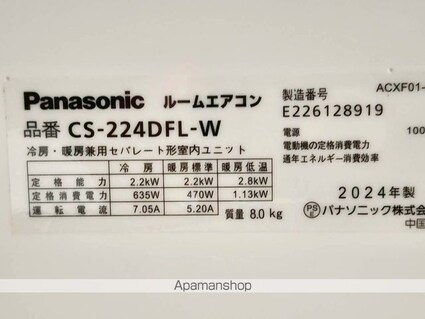 Panasonic ルームエアコン
品番 CS-224DFL-W
冷房・暖房兼用セパレート形室内ユニット
製造番号
E226128919
ACXF01-
電源 100
電動機の定格消費電力
通年エネルギー消費効率
冷房 暖房標準 暖房低温
定格能力 2.2kW 2.2kW 2.8kW
定格消費電力 635W 470W 1.13kW
運転電流 7.05A 5.20A
質量 8.0kg
2024年製
PS E パナソニック株式会
中国
Apamanshop